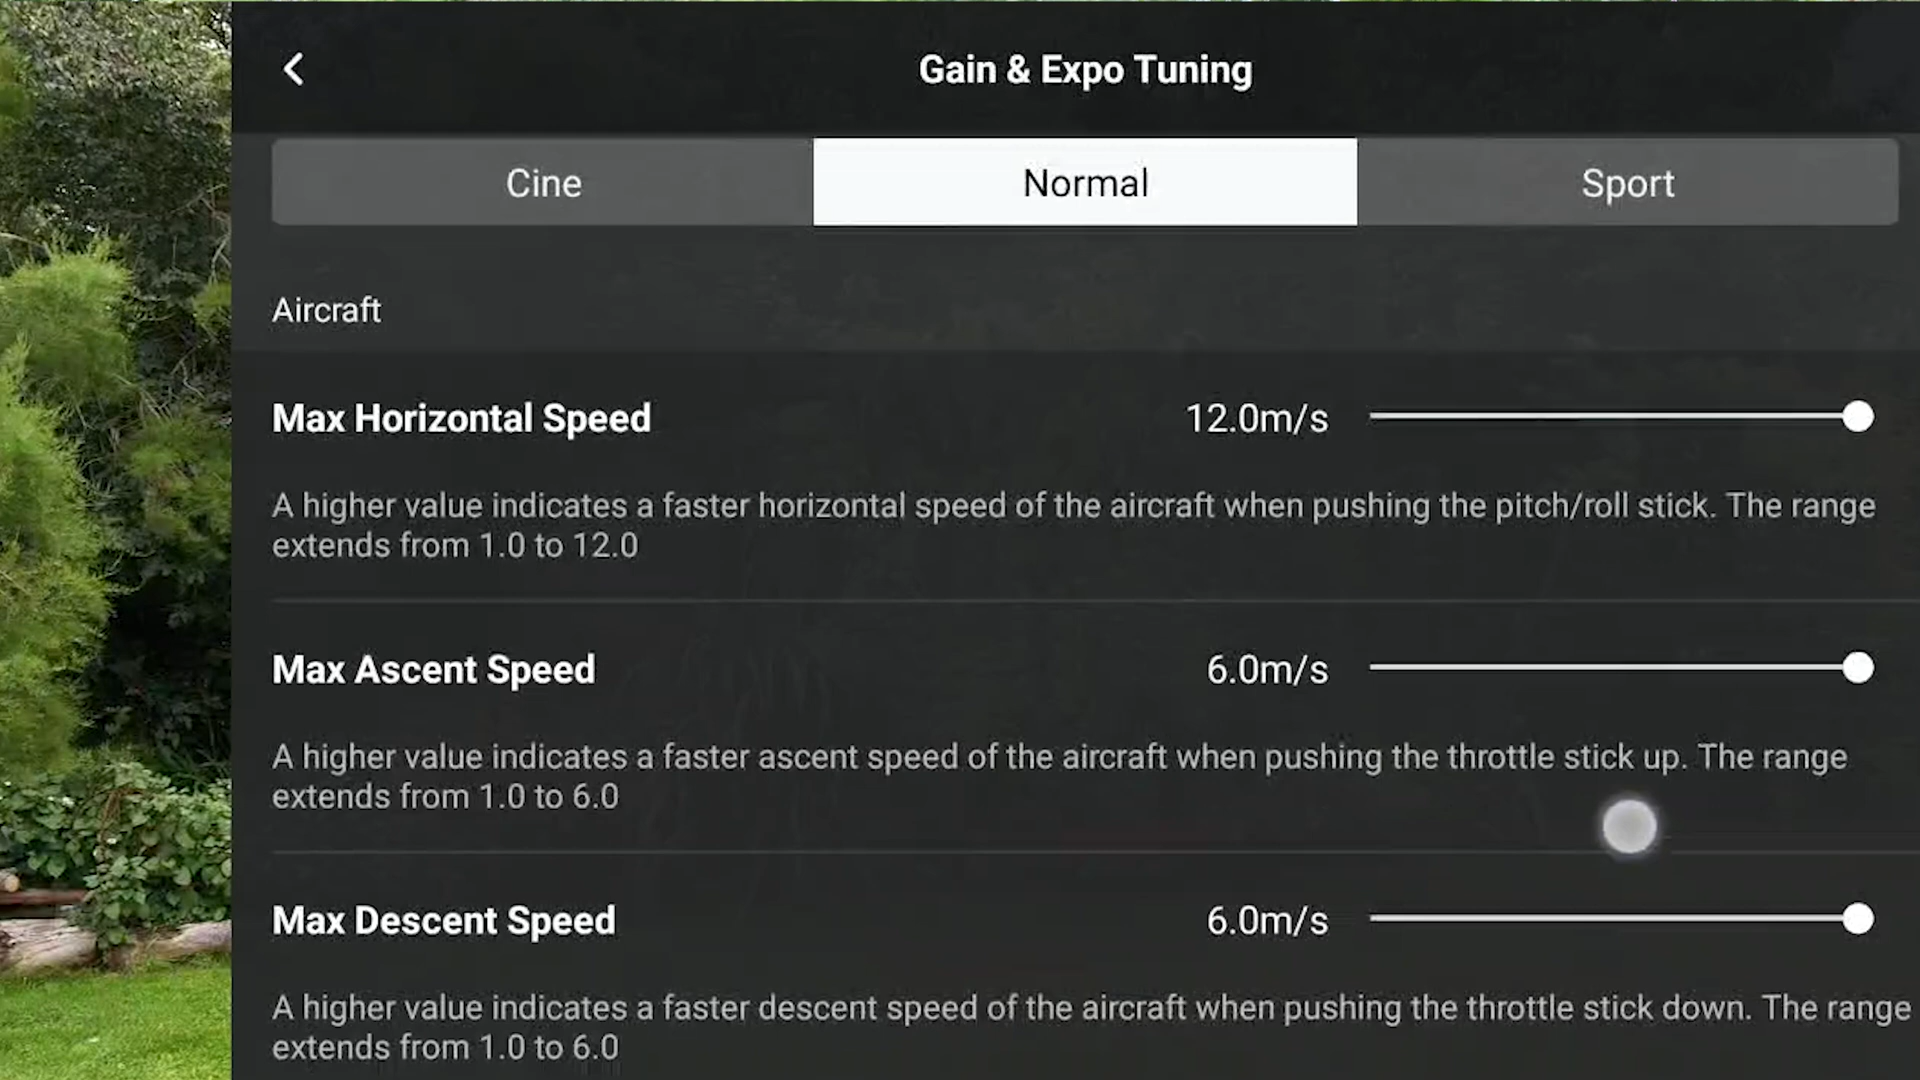 Gain & Expo Tuning
Cine
Normal
Sport
Aircraft
Max Horizontal Speed
12.0m/s
A higher value indicates a faster horizontal speed of the aircraft when pushing the pitch/roll stick. The range
extends from 1.0 to 12.0
Max Ascent Speed
6.0m/s
A higher value indicates a faster ascent speed of the aircraft when pushing the throttle stick up. The range
extends from 1.0 to 6.0
Max Descent Speed
6.0m/s
A higher value indicates a faster descent speed of the aircraft when pushing the throttle stick down. The range
extends from 1.0 to 6.0